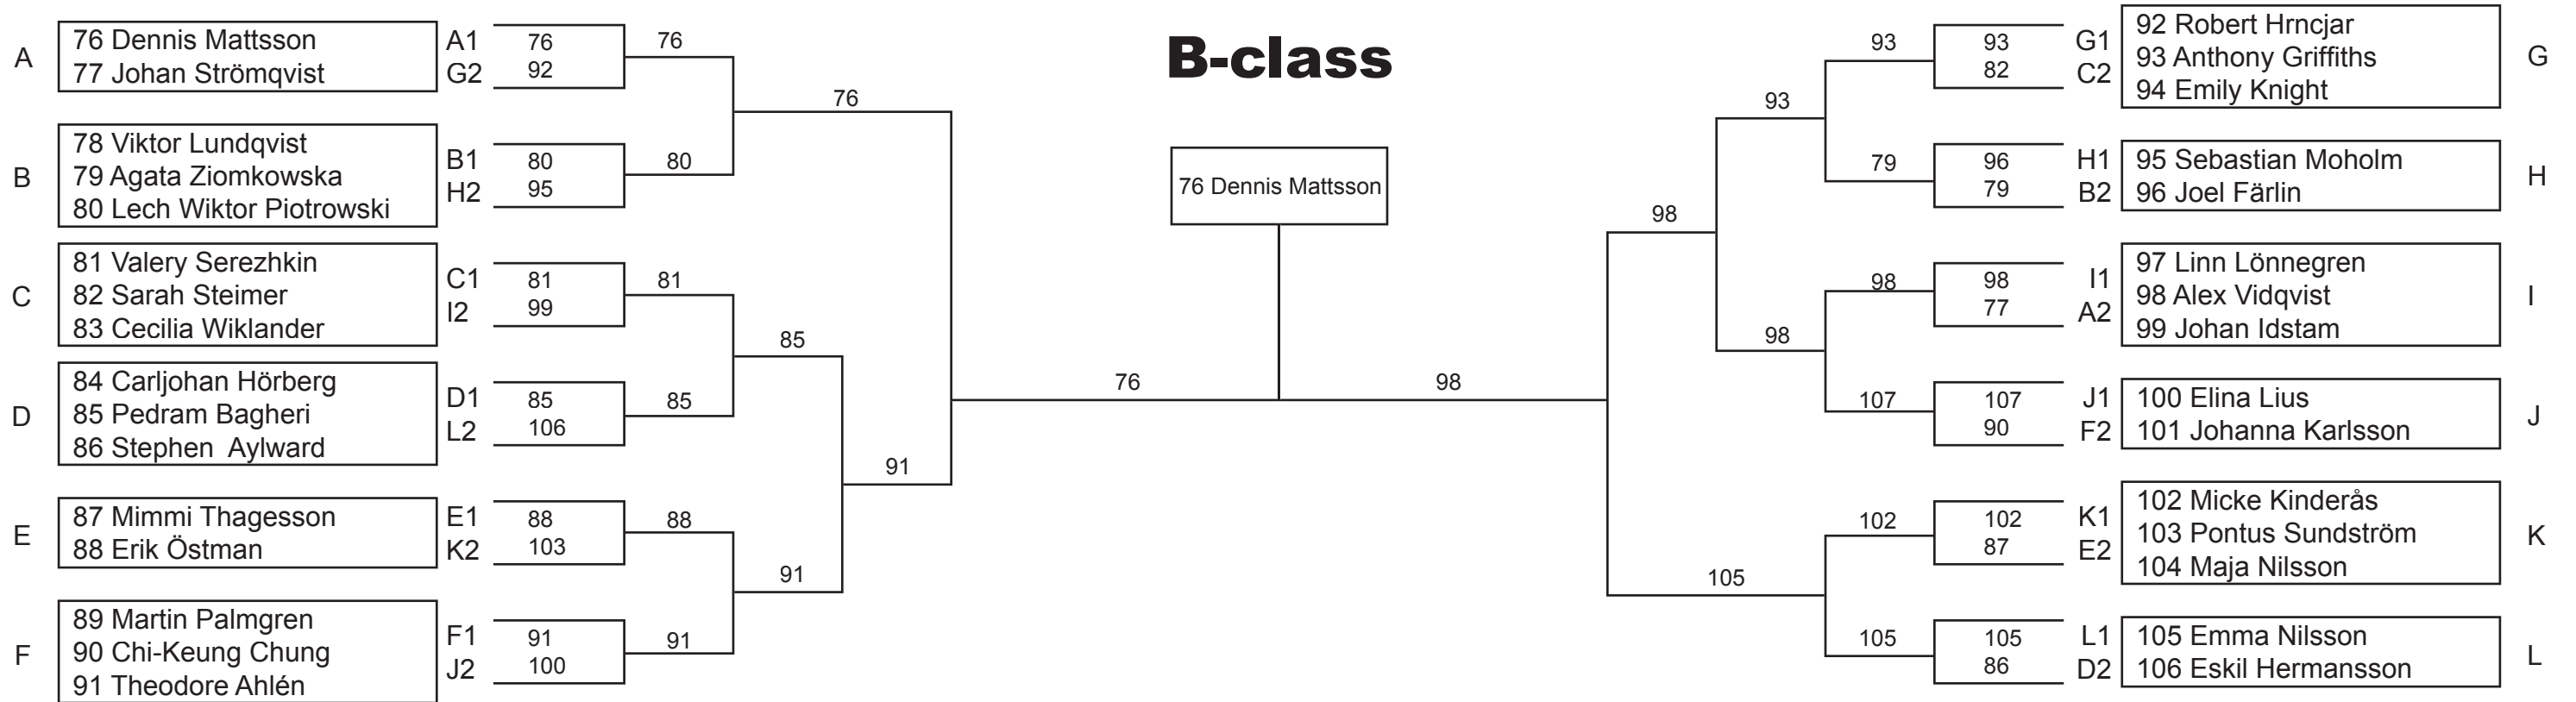 B-class
A
76 Dennis Mattsson
77 Johan Strömqvist
B
78 Viktor Lundqvist
79 Agata Ziomkowska
80 Lech Wiktor Piotrowski
C
81 Valery Serezhkin
82 Sarah Steimer
83 Cecilia Wiklander
D
84 Carljohan Hörberg
85 Pedram Bagheri
86 Stephen  Aylward
E
87 Mimmi Thagesson
88 Erik Östman
F
89 Martin Palmgren
90 Chi-Keung Chung
91 Theodore Ahlén
A1 76
G2 92
B1 80
H2 95
C1 81
I2 99
D1 85
L2 106
E1 88
K2 103
F1 91
J2 100
76
80
81
85
88
91
76
85
91
91
76
76 Dennis Mattsson
98
98
105
93
98
93
79
98
107
102
105
93 G1
82 C2
96 H1
79 B2
98 I1
77 A2
107 J1
90 F2
102 K1
87 E2
105 L1
86 D2
92 Robert Hrncjar
93 Anthony Griffiths
94 Emily Knight
G
95 Sebastian Moholm
96 Joel Färlin
H
97 Linn Lönnegren
98 Alex Vidqvist
99 Johan Idstam
I
100 Elina Lius
101 Johanna Karlsson
J
102 Micke Kinderås
103 Pontus Sundström
104 Maja Nilsson
K
105 Emma Nilsson
106 Eskil Hermansson
L